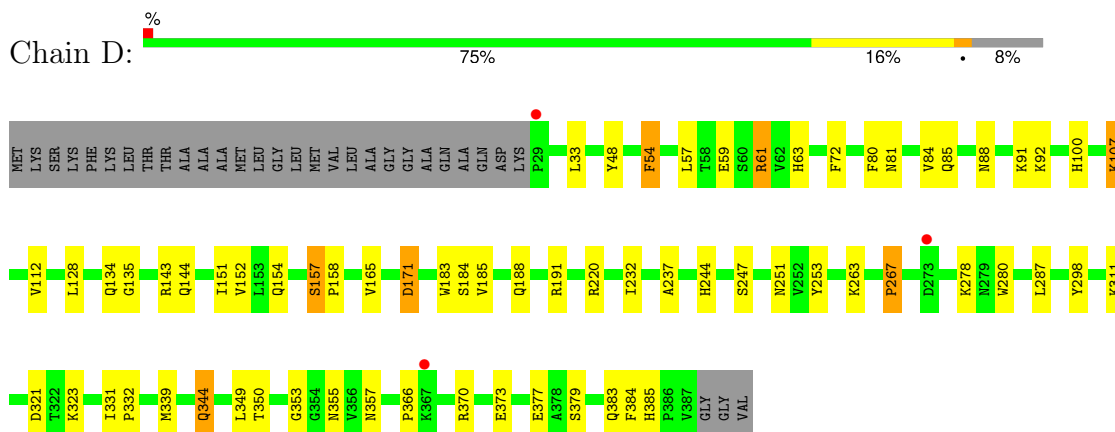 %
Chain D:
75% 16% • 8%
MET LYS SER LYS PHE LYS LEU THR THR ALA ALA ALA MET LEU GLY LEU MET VAL LEU ALA GLY GLY ALA GLN ALA GLN ASP LYS P29 L33 Y48 F54 L57 T58 E59 S60 R61 V62 H63 F72 F80 N81 V84 Q85 N88 K91 K92 H100 K107
V112 L128 Q134 G135 R143 Q144 I151 V152 L153 Q154 S157 P158 V165 D171 W183 S184 V185 Q188 R191 R220 I232 A237 H244 S247 N251 V252 Y253 K263 P267 D273 K278 N279 W280 L287 Y298 K311
D321 T322 K323 I331 P332 M339 Q344 L349 T350 G353 G354 N355 V356 N357 P366 K367 R370 E373 E377 A378 S379 Q383 F384 H385 P386 V387 GLY GLY VAL